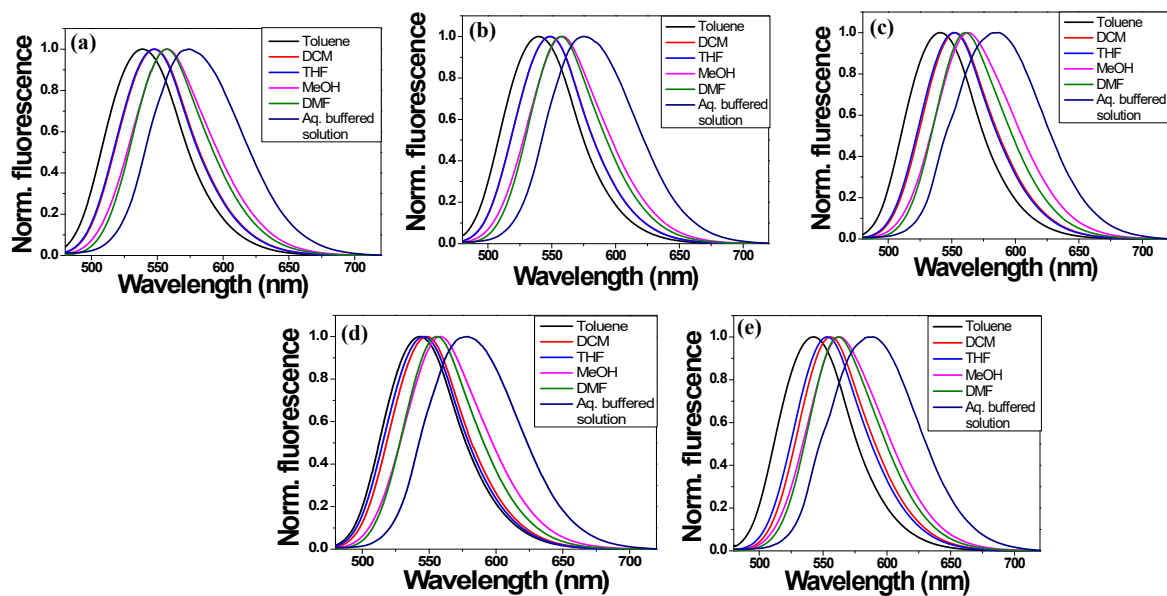 (a)
Toluene
DCM
THF
MeOH
DMF
Aq. buffered
solution
Norm. fluorescence
1.0
0.8
0.6
0.4
0.2
0.0
500 550 600 650 700
Wavelength (nm)
(b)
Toluene
DCM
THF
MeOH
DMF
Aq. buffered
solution
Norm. fluorescence
1.0
0.8
0.6
0.4
0.2
0.0
500 550 600 650 700
Wavelength (nm)
(c)
Toluene
DCM
THF
MeOH
DMF
Aq. buffered
solution
Norm. flurescence
1.0
0.8
0.6
0.4
0.2
0.0
500 550 600 650 700
Wavelength (nm)
(d)
Toluene
DCM
THF
MeOH
DMF
Aq. buffered
solution
Norm. fluorescence
1.0
0.8
0.6
0.4
0.2
0.0
500 550 600 650 700
Wavelength (nm)
(e)
Toluene
DCM
THF
MeOH
DMF
Aq. buffered
solution
Norm. flurescence
1.0
0.8
0.6
0.4
0.2
0.0
500 550 600 650 700
Wavelength (nm)